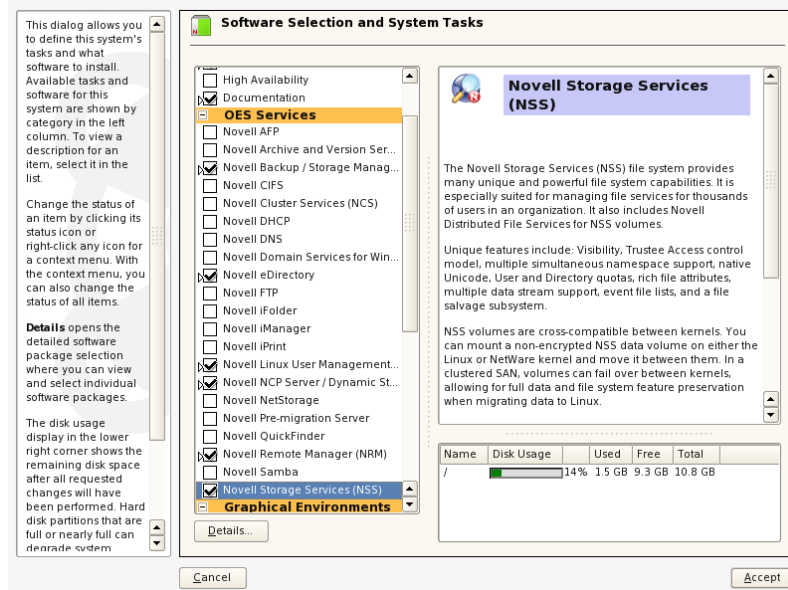 This dialog allows you
to define this system's
tasks and what
software to install.
Available tasks and
software for this
system are shown by
category in the left
column. To view a
description for an
item, select it in the
list.
Change the status of
an item by clicking its
status icon or
right-click any icon for
a context menu. With
the context menu, you
can also change the
status of all items.
Details opens the
detailed software
package selection
where you can view
and select individual
software packages.
The disk usage
display in the lower
right corner shows the
remaining disk space
after all requested
changes will have
been performed. Hard
disk partitions that are
full or nearly full can
degrade system
Software Selection and System Tasks
High Availability
Documentation
OES Services
Novell AFP
Novell Archive and Version Ser...
Novell Backup / Storage Manag...
Novell CIFS
Novell Cluster Services (NCS)
Novell DHCP
Novell DNS
Novell Domain Services for Win...
Novell eDirectory
Novell FTP
Novell iFolder
Novell iManager
Novell iPrint
Novell Linux User Management...
Novell NCP Server / Dynamic St...
Novell NetStorage
Novell Pre-migration Server
Novell QuickFinder
Novell Remote Manager (NRM)
Novell Samba
Novell Storage Services (NSS)
Graphical Environments
Details...
Novell Storage Services
(NSS)
The Novell Storage Services (NSS) file system provides
many unique and powerful file system capabilities. It is
especially suited for managing file services for thousands
of users in an organization. It also includes Novell
Distributed File Services for NSS volumes.
Unique features include: Visibility, Trustee Access control
model, multiple simultaneous namespace support, native
Unicode, User and Directory quotas, rich file attributes,
multiple data stream support, event file lists, and a file
salvage subsystem.
NSS volumes are cross-compatible between kernels. You
can mount a non-encrypted NSS data volume on either the
Linux or NetWare kernel and move it between them. In a
clustered SAN, volumes can fail over between kernels,
allowing for full data and file system feature preservation
when migrating data to Linux.
Name Disk Usage Used Free Total
/ 14% 1.5 GB 9.3 GB 10.8 GB
Cancel
Accept